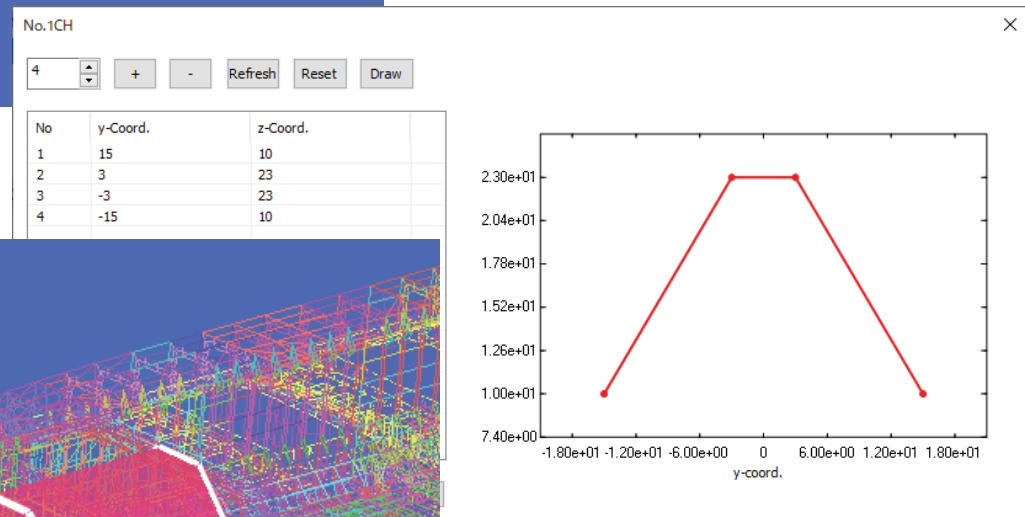 No.1CH
4 + - Refresh Reset Draw
No y-Coord. z-Coord.
1 15 10
2 3 23
3 -3 23
4 -15 10
2.30e+01
2.04e+01
1.78e+01
1.52e+01
1.26e+01
1.00e+01
7.40e+00
-1.80e+01 -1.20e+01 -6.00e+00 0 6.00e+00 1.20e+01 1.80e+01
y-coord.